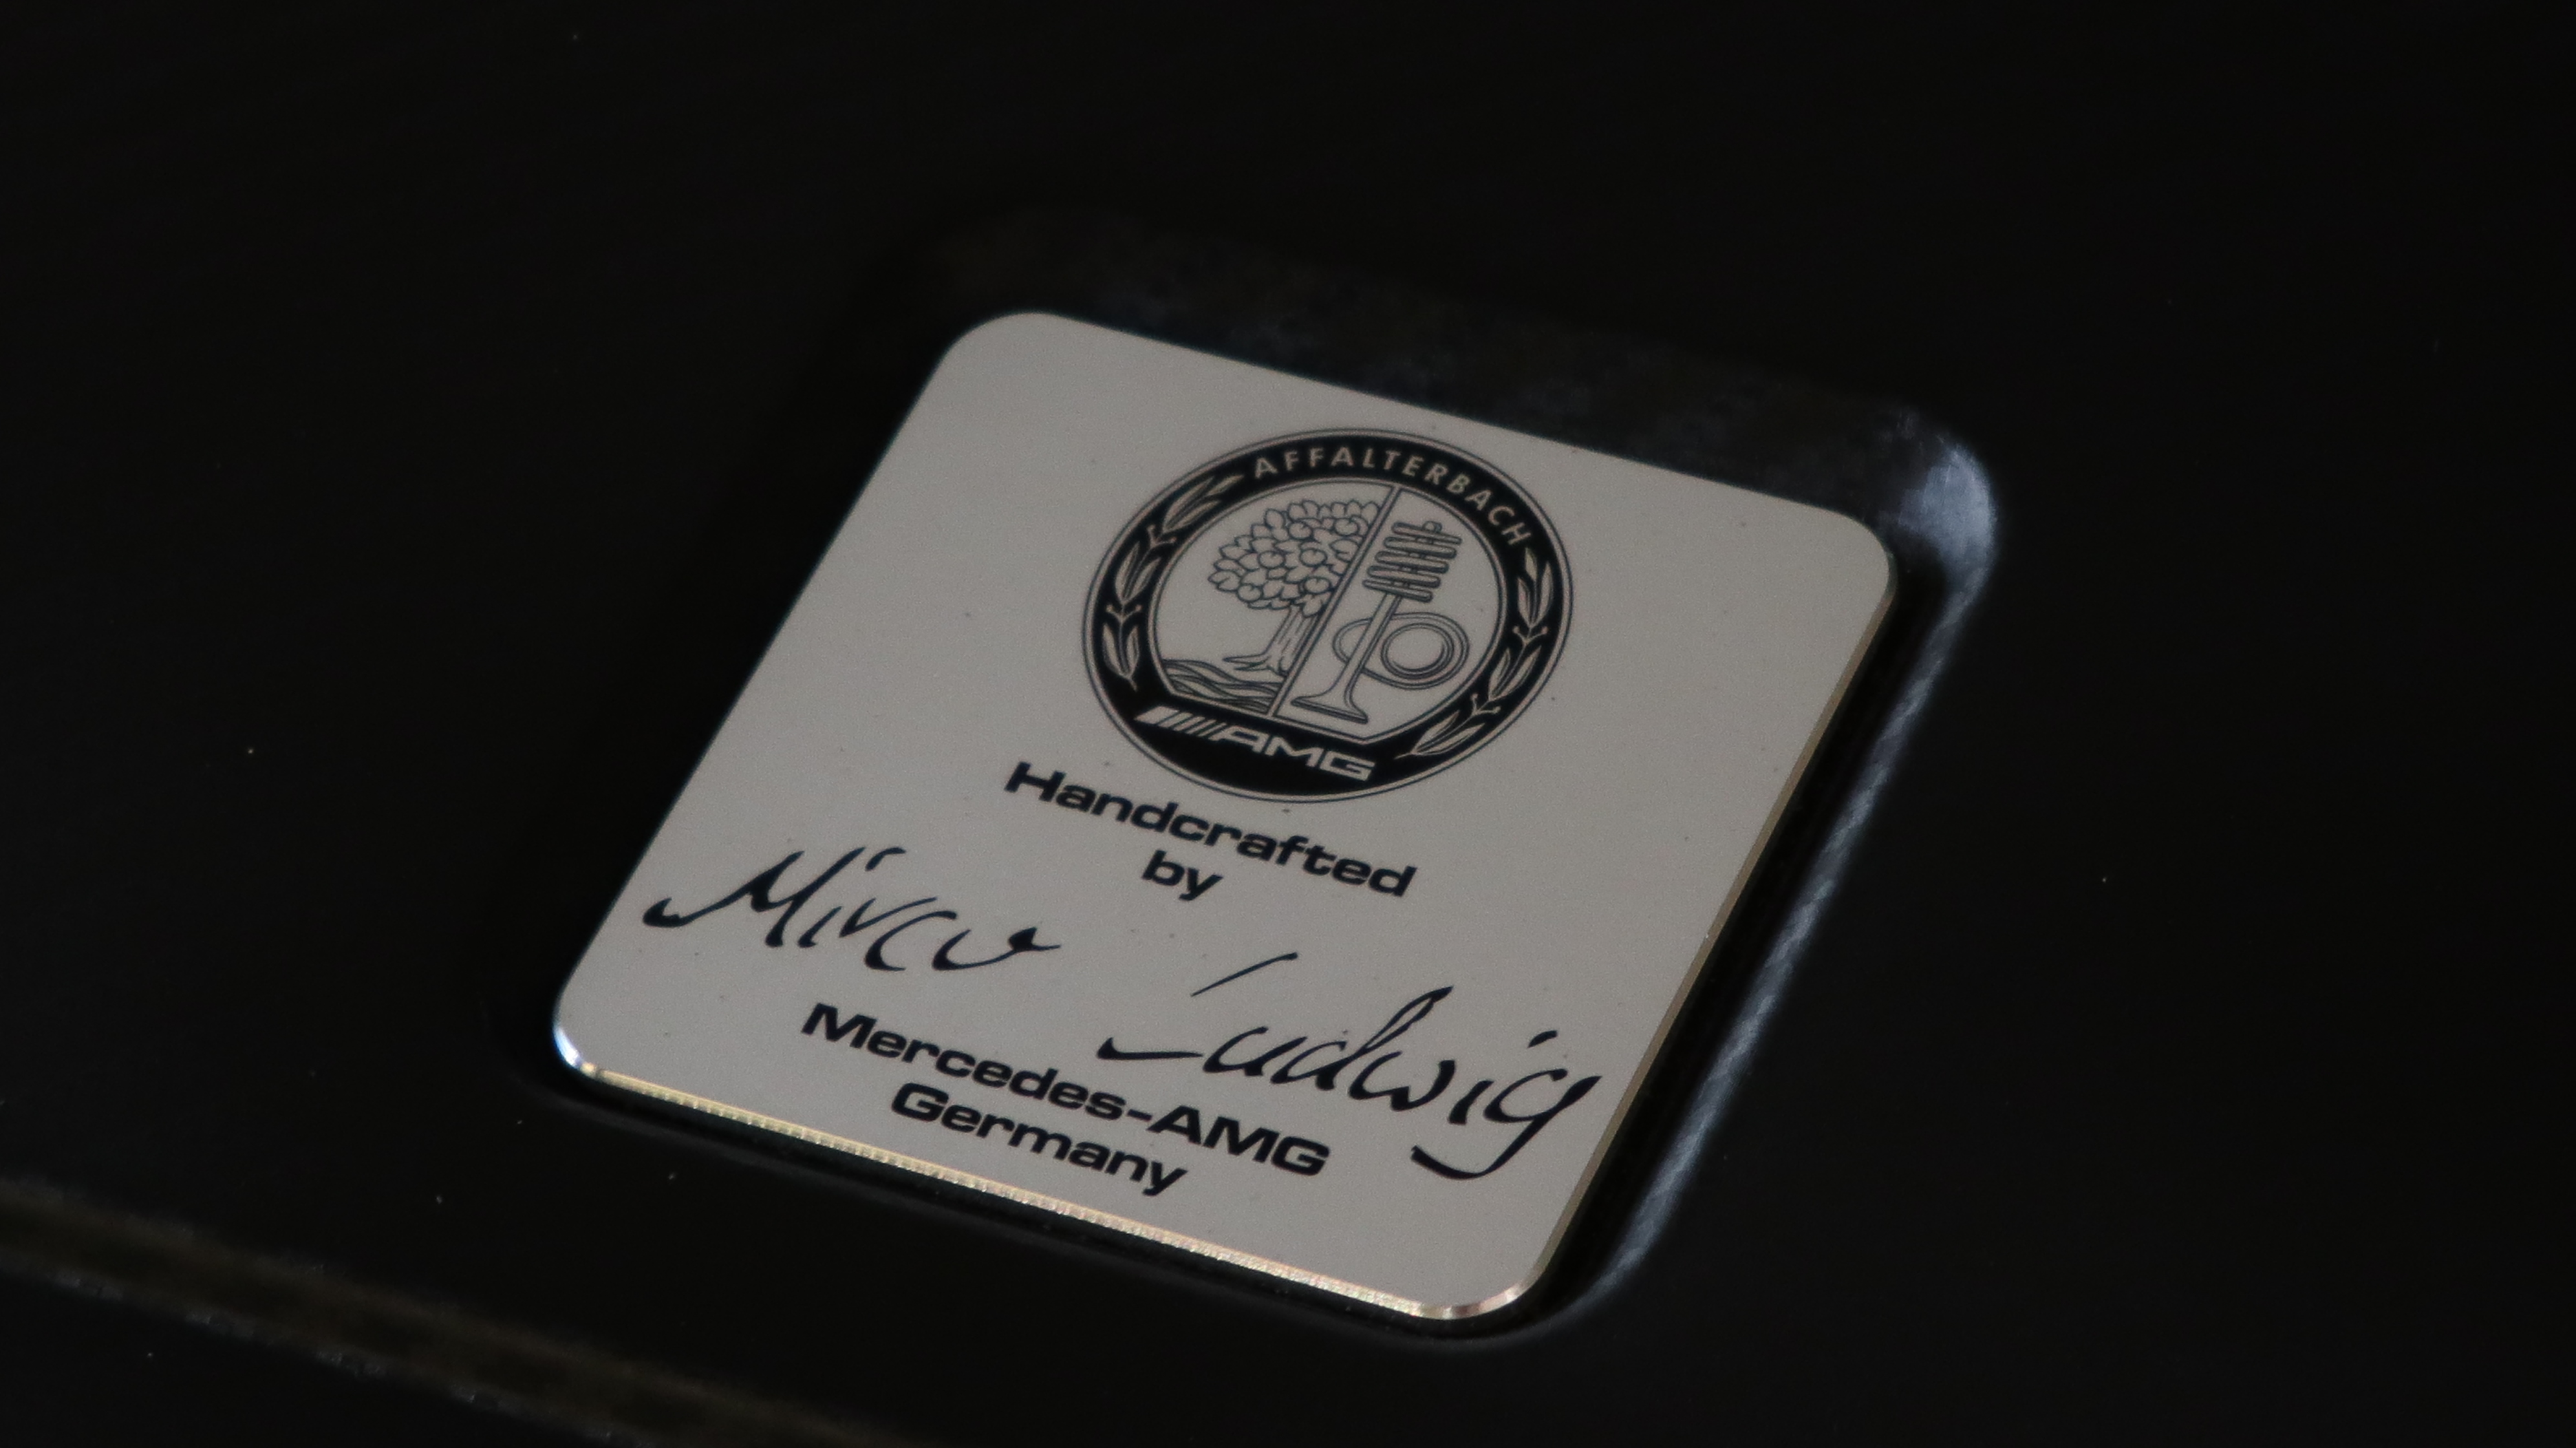 AFFALTERBACH
AMG
Handcrafted
by
Mirco Ludwig
Mercedes-AMG
Germany